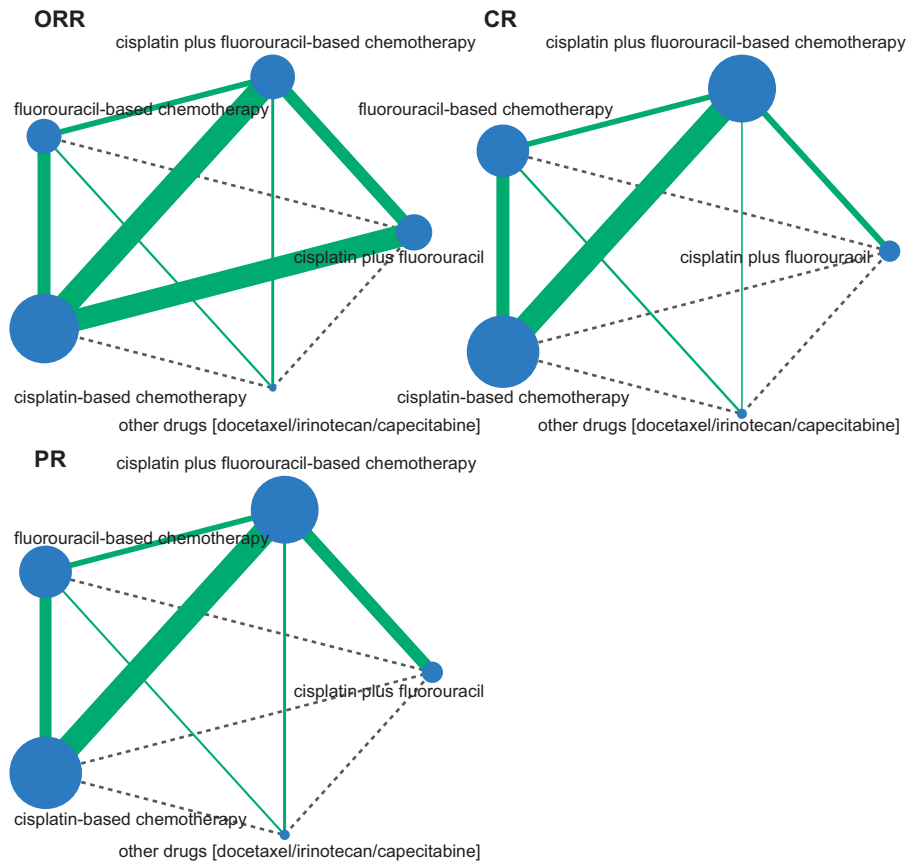 ORR
cisplatin plus fluorouracil-based chemotherapy
fluorouracil-based chemotherapy
cisplatin plus fluorouracil
cisplatin-based chemotherapy
other drugs [docetaxel/irinotecan/capecitabine]
CR
cisplatin plus fluorouracil-based chemotherapy
fluorouracil-based chemotherapy
cisplatin plus fluorouracil
cisplatin-based chemotherapy
other drugs [docetaxel/irinotecan/capecitabine]
PR
cisplatin plus fluorouracil-based chemotherapy
fluorouracil-based chemotherapy
cisplatin plus fluorouracil
cisplatin-based chemotherapy
other drugs [docetaxel/irinotecan/capecitabine]